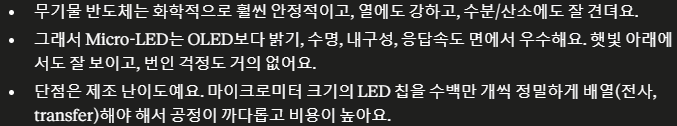 • 무기물 반도체는 화학적으로 훨씬 안정적이고, 열에도 강하고, 수분/산소에도 잘 견뎌요.
• 그래서 Micro-LED는 OLED보다 밝기, 수명, 내구성, 응답속도 면에서 우수해요. 햇빛 아래에
서도 잘 보이고, 번인 걱정도 거의 없어요.
• 단점은 제조 난이도예요. 마이크로미터 크기의 LED 칩을 수백만 개씩 정밀하게 배열(전사,
transfer)해야 해서 공정이 까다롭고 비용이 높아요.